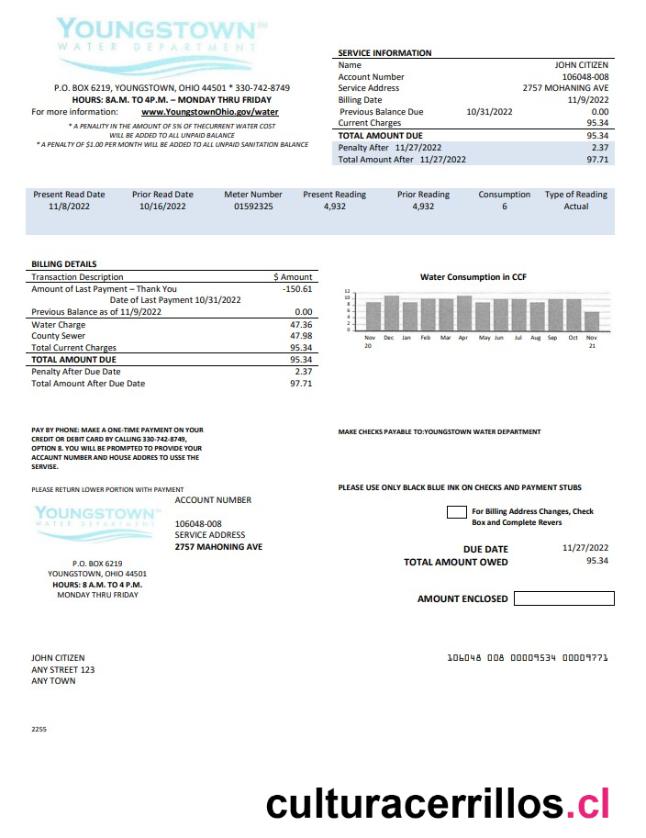 YOUNGSTOWN
WATER DEPARTMENT
P.O. BOX 6219, YOUNGSTOWN, OHIO 44501 * 330-742-8749
HOURS: 8A.M. TO 4P.M. – MONDAY THRU FRIDAY
For more information: www.YoungstownOhio.gov/water
* A PENALITY IN THE AMOUNT OF 5% OF THECURRENT WATER COST
WILL BE ADDED TO ALL UNPAID BALANCE
* A PENALTY OF $1.00 PER MONTH WILL BE ADDED TO ALL UNPAID SANITATION BALANCE
SERVICE INFORMATION
Name JOHN CITIZEN
Account Number 106048-008
Service Address 2757 MOHANING AVE
Billing Date 11/9/2022
Previous Balance Due 10/31/2022 0.00
Current Charges 95.34
TOTAL AMOUNT DUE 95.34
Penalty After 11/27/2022 2.37
Total Amount After 11/27/2022 97.71
Present Read Date Prior Read Date Meter Number Present Reading Prior Reading Consumption Type of Reading
11/8/2022 10/16/2022 01592325 4,932 4,932 6 Actual
BILLING DETAILS
Transaction Description $ Amount
Amount of Last Payment – Thank You -150.61
Date of Last Payment 10/31/2022
Previous Balance as of 11/9/2022 0.00
Water Charge 47.36
County Sewer 47.98
Total Current Charges 95.34
TOTAL AMOUNT DUE 95.34
Penalty After Due Date 2.37
Total Amount After Due Date 97.71
Water Consumption in CCF
12
10
8
6
4
2
0
Nov Dec Jan Feb Mar Apr May Jun Jul Aug Sep Oct Nov
20 21
PAY BY PHONE: MAKE A ONE-TIME PAYMENT ON YOUR
CREDIT OR DEBIT CARD BY CALLING 330-742-8749,
OPTION 8. YOU WILL BE PROMPTED TO PROVIDE YOUR
ACCAUNT NUMBER AND HOUSE ADDRES TO USSE THE
SERVISE.
MAKE CHECKS PAYABLE TO:YOUNGSTOWN WATER DEPARTMENT
PLEASE RETURN LOWER PORTION WITH PAYMENT
PLEASE USE ONLY BLACK BLUE INK ON CHECKS AND PAYMENT STUBS
YOUNGSTOWN
WATER DEPARTMENT
ACCOUNT NUMBER
106048-008
SERVICE ADDRESS
2757 MAHONING AVE
P.O. BOX 6219
YOUNGSTOWN, OHIO 44501
HOURS: 8 A.M. TO 4 P.M.
MONDAY THRU FRIDAY
For Billing Address Changes, Check
Box and Complete Revers
DUE DATE 11/27/2022
TOTAL AMOUNT OWED 95.34
AMOUNT ENCLOSED
JOHN CITIZEN
ANY STREET 123
ANY TOWN
106048 008 00009534 00009771
2255
culturacerrillos.cl